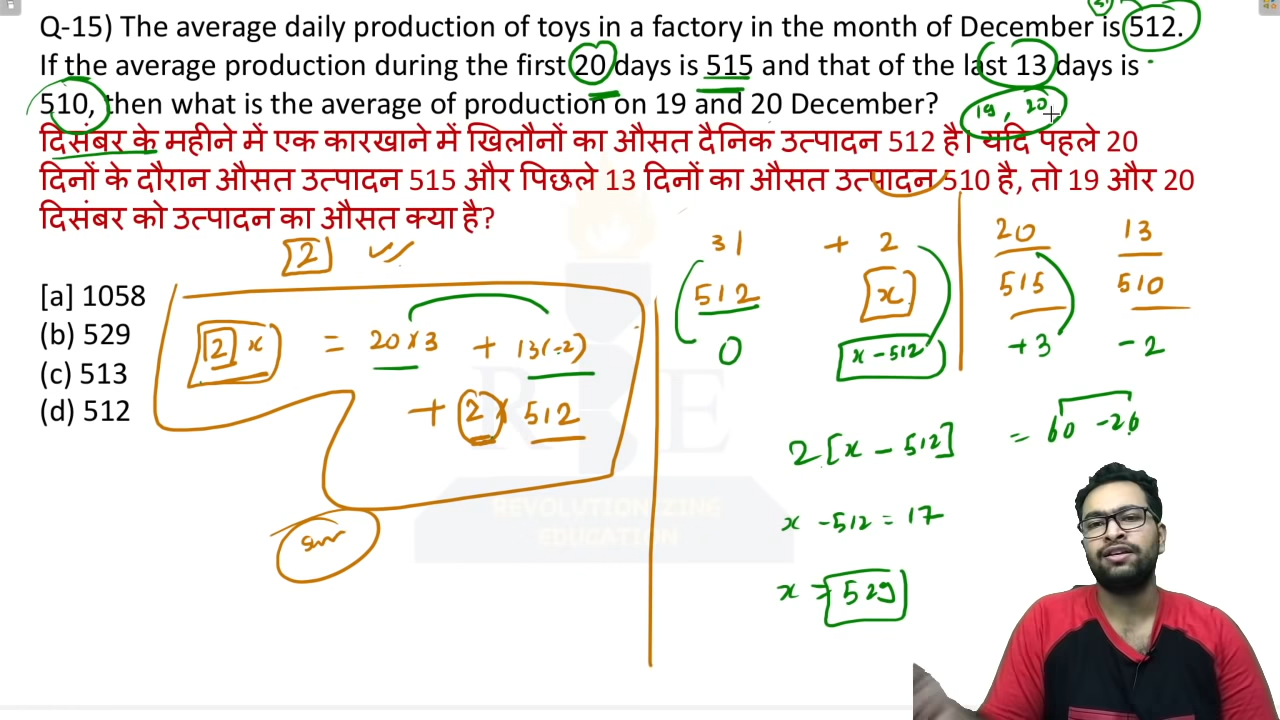 Q-15) The average daily production of toys in a factory in the month of December is 512.
If the average production during the first 20 days is 515 and that of the last 13 days is
510, then what is the average of production on 19 and 20 December?
19, 20
दिसंबर के महीने में एक कारखाने में खिलौनों का औसत दैनिक उत्पादन 512 है। यदि पहले 20
दिनों के दौरान औसत उत्पादन 515 और पिछले 13 दिनों का औसत उत्पादन 510 है, तो 19 और 20
दिसंबर को उत्पादन का औसत क्या है?
[a] 1058
(b) 529
(c) 513
(d) 512
2
2 x = 20 x 3 + 13(-2)
+ 2 x 512
31 + 2
512 x
0 x - 512
20 13
515 510
+3 -2
2[x - 512] = 60 - 26
x - 512 = 17
x = 529
REVOLUTIONIZING
EDUCATION